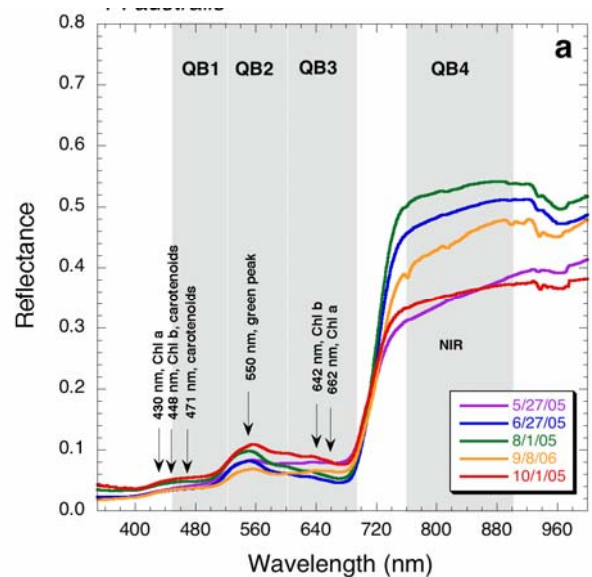 australis
a
QB1 QB2 QB3 QB4
0.8
0.7
0.6
0.5
0.4
0.3
0.2
0.1
0.0
Reflectance
430 nm, Chl a
448 nm, Chl b, carotenoids
471 nm, carotenoids
550 nm, green peak
642 nm, Chl b
662 nm, Chl a
NIR
5/27/05
6/27/05
8/1/05
9/8/06
10/1/05
400 480 560 640 720 800 880 960
Wavelength (nm)